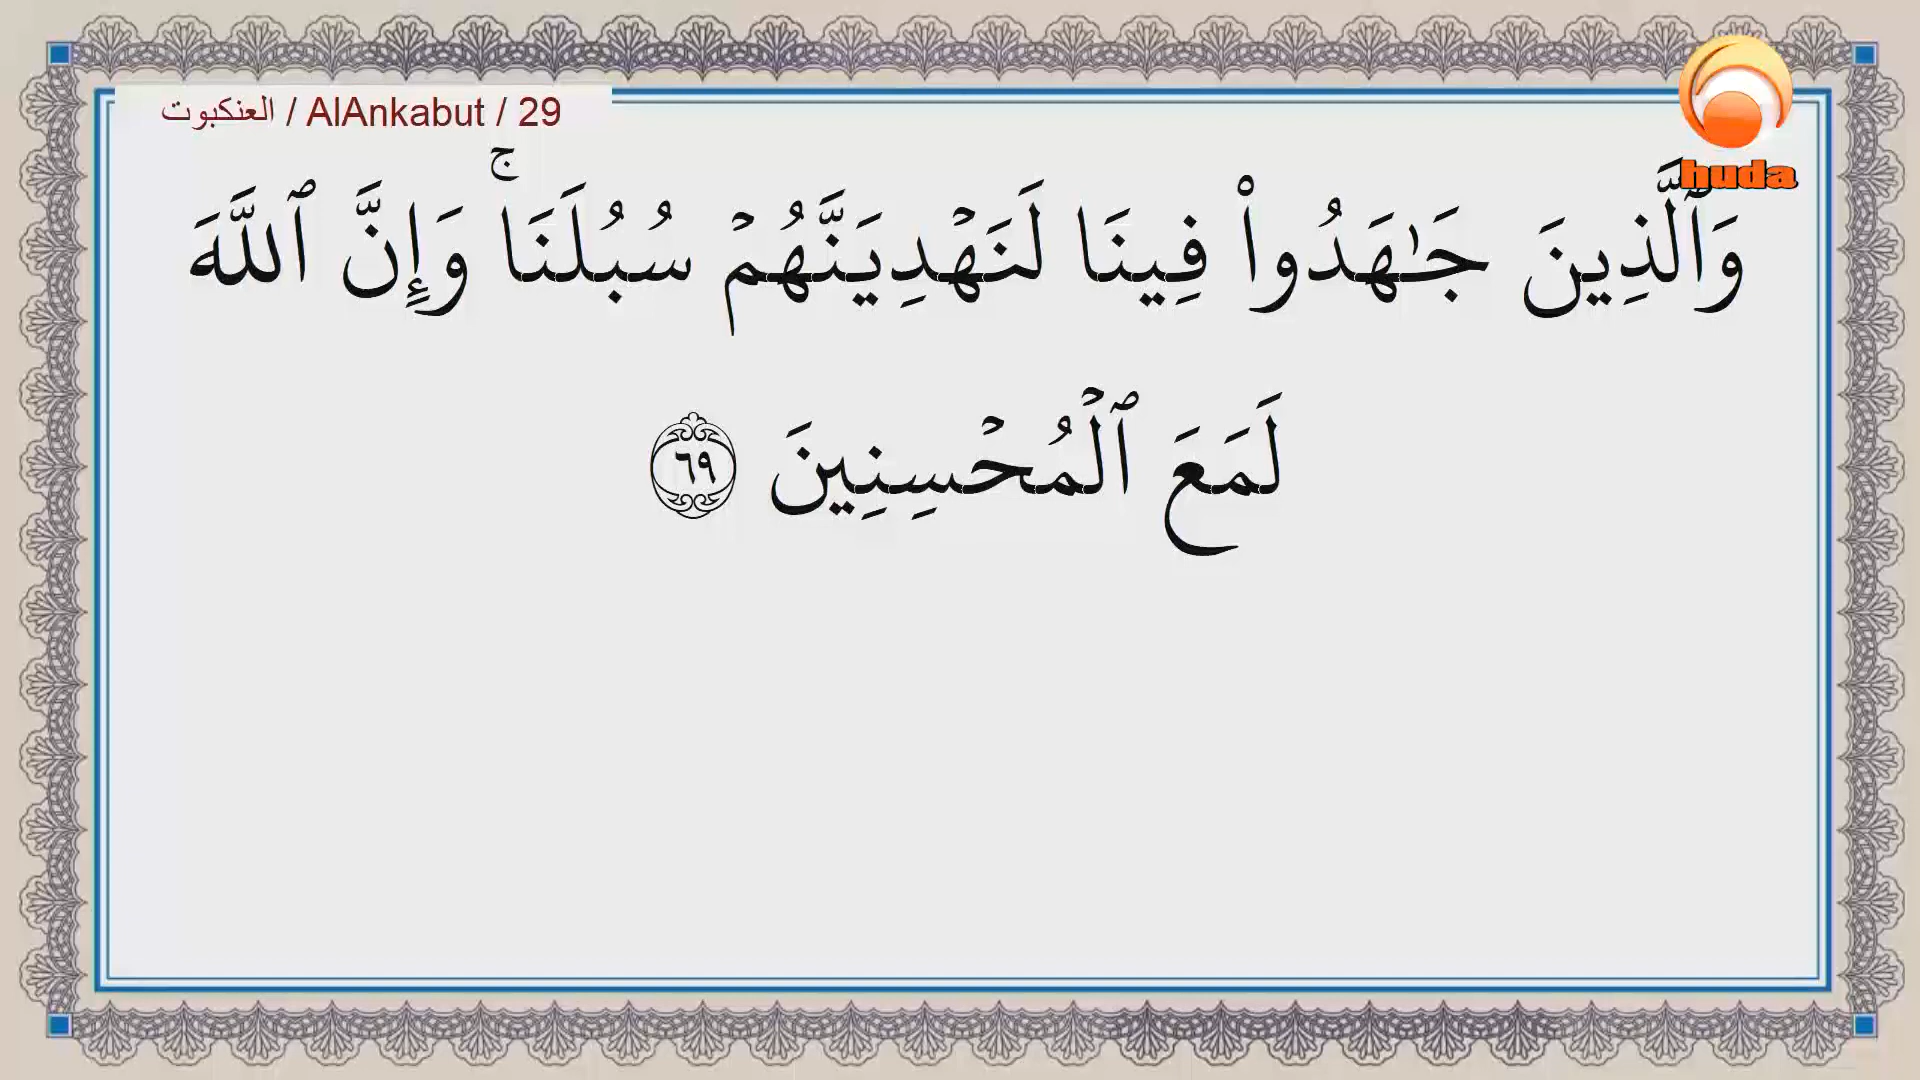 العنكبوت / AlAnkabut / 29
huda
وَٱلَّذِينَ جَـٰهَدُوا۟ فِينَا لَنَهْدِيَنَّهُمْ سُبُلَنَا ۚ وَإِنَّ ٱللَّهَ
لَمَعَ ٱلْمُحْسِنِينَ ٦٩